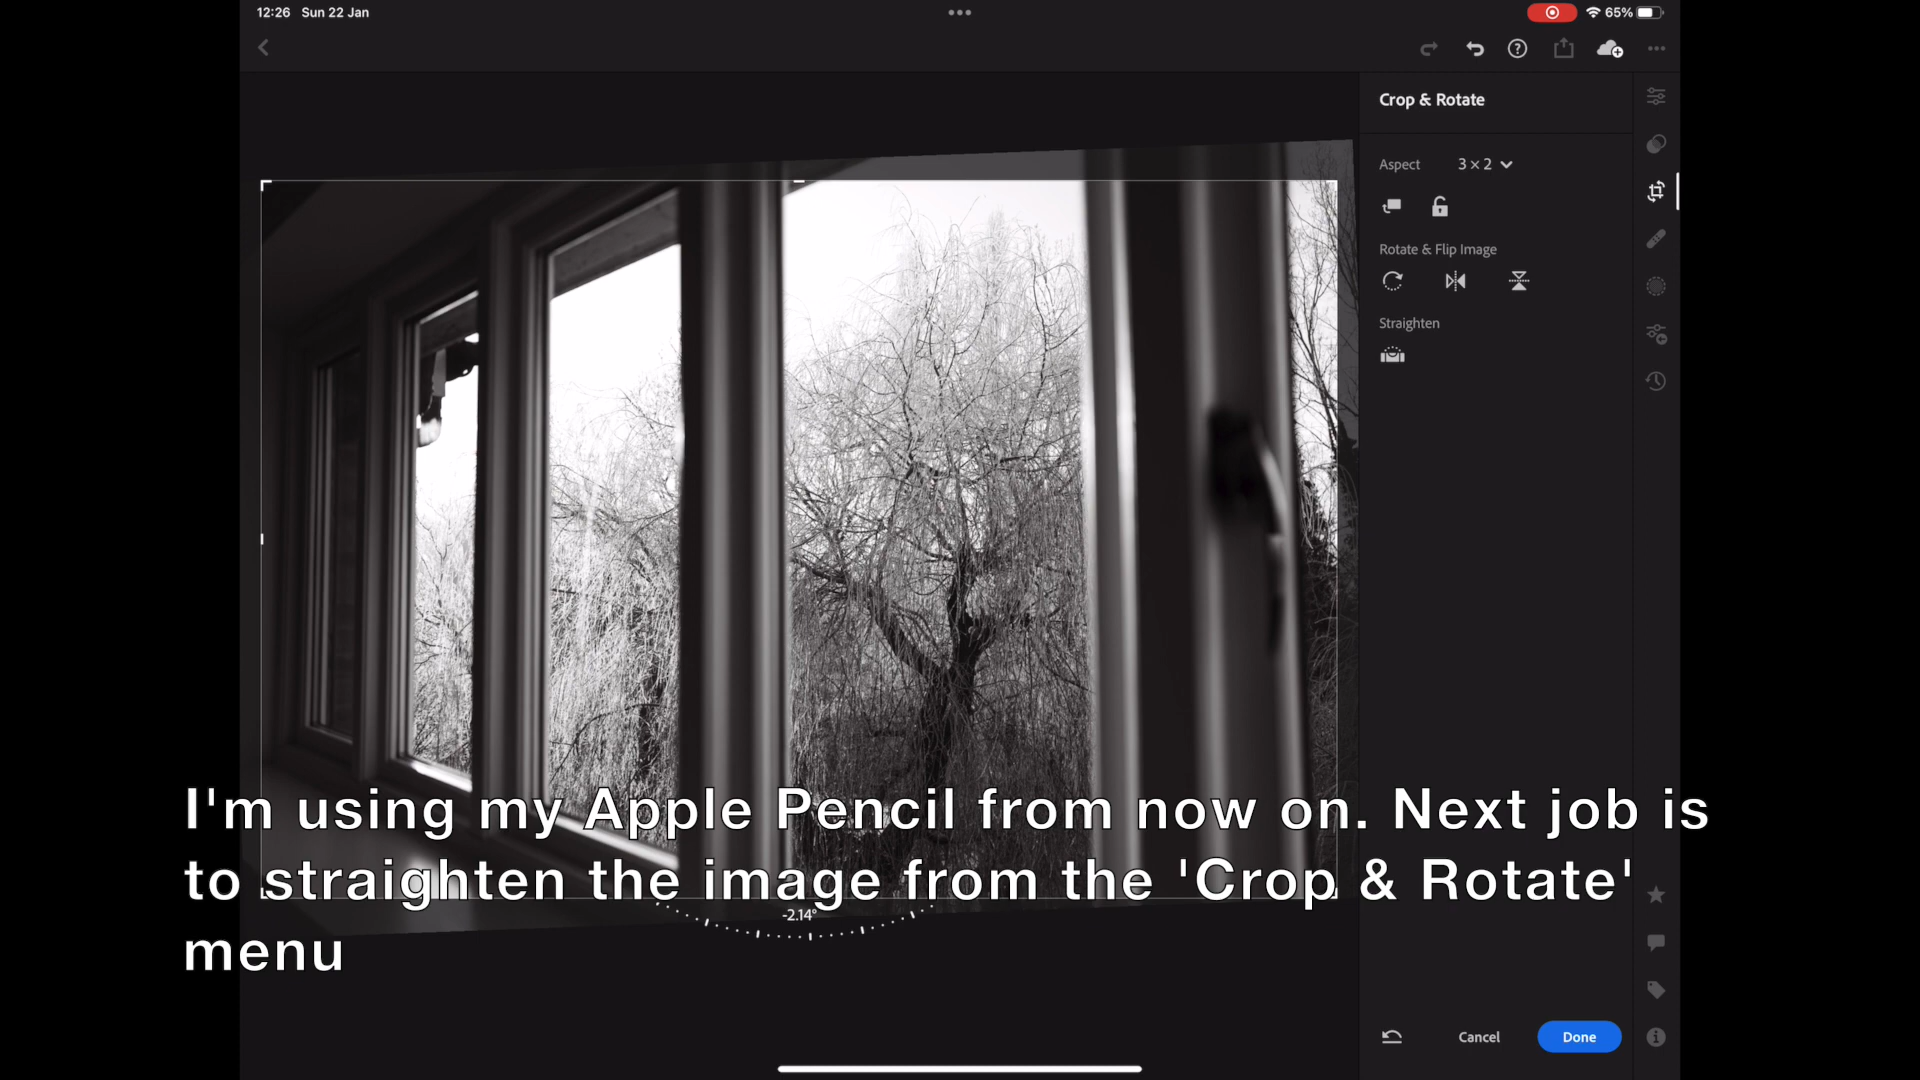 12:26 Sun 22 Jan
65%
Crop & Rotate
Aspect 3 × 2
Rotate & Flip Image
Straighten
I'm using my Apple Pencil from now on. Next job is
to straighten the image from the 'Crop & Rotate'
-2.14°
menu
Cancel Done